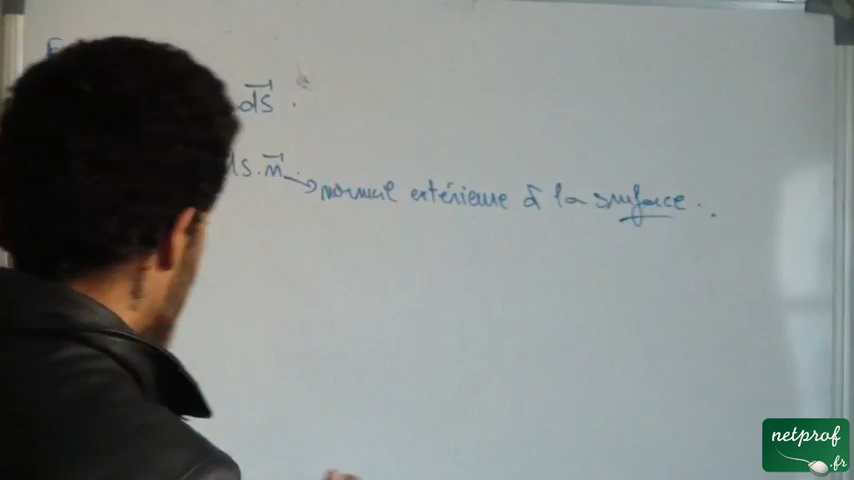 dS⃗ .
dS. n⃗ → normal extérieure à la surface.
netprof
.fr